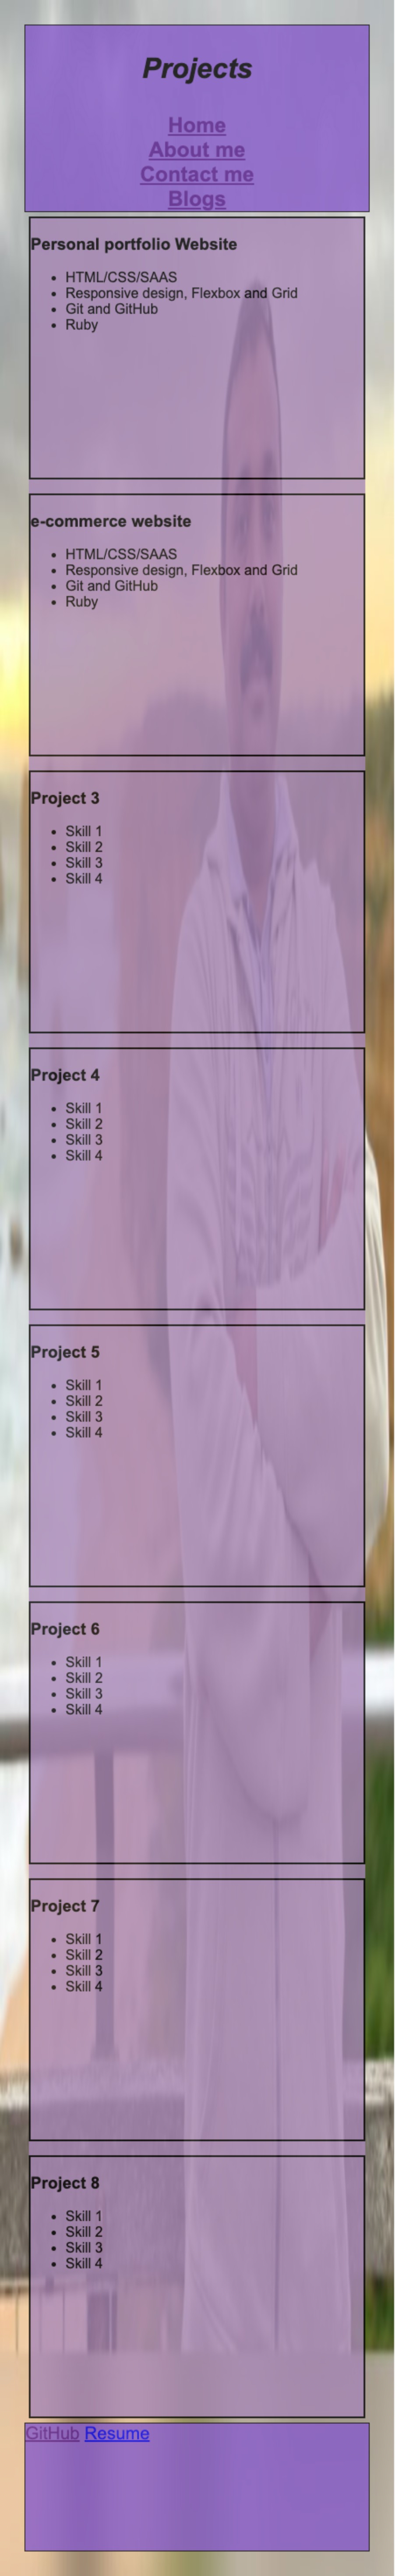 Projects
Home
About me
Contact me
Blogs
Personal portfolio Website
HTML/CSS/SAAS
Responsive design, Flexbox and Grid
Git and GitHub
Ruby
e-commerce website
HTML/CSS/SAAS
Responsive design, Flexbox and Grid
Git and GitHub
Ruby
Project 3
Skill 1
Skill 2
Skill 3
Skill 4
Project 4
Skill 1
Skill 2
Skill 3
Skill 4
Project 5
Skill 1
Skill 2
Skill 3
Skill 4
Project 6
Skill 1
Skill 2
Skill 3
Skill 4
Project 7
Skill 1
Skill 2
Skill 3
Skill 4
Project 8
Skill 1
Skill 2
Skill 3
Skill 4
GitHub Resume